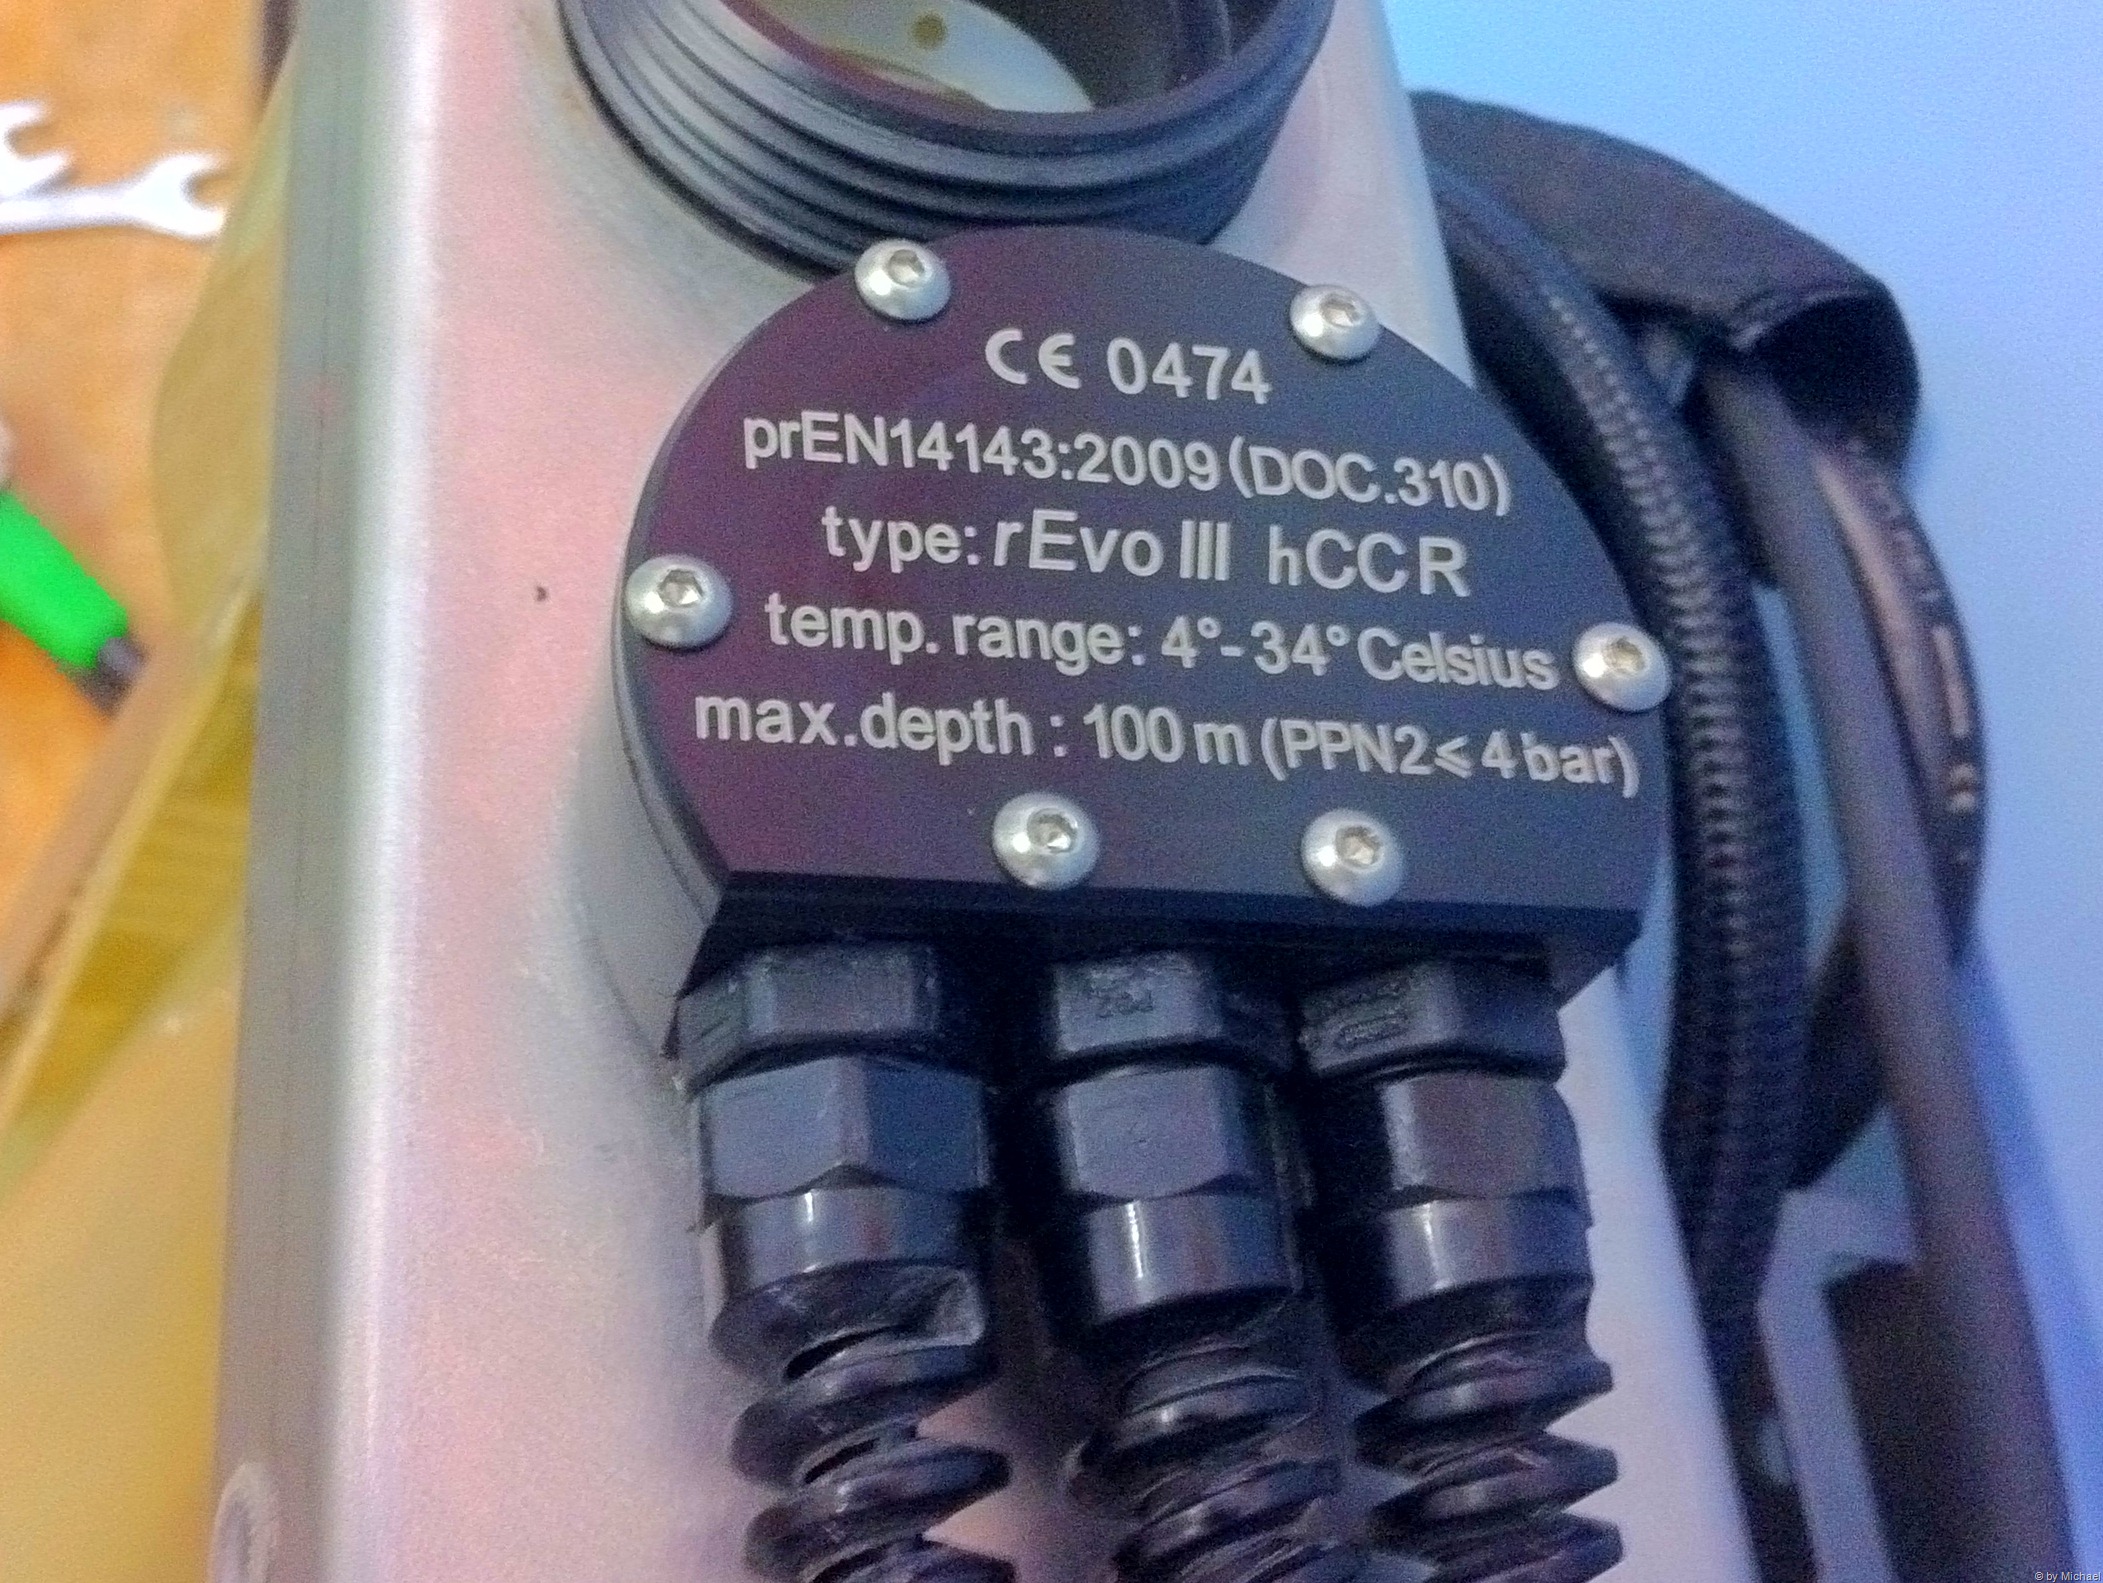 CE 0474
prEN14143:2009 (DOC.310)
type: rEvo III hCCR
temp. range: 4°-34° Celsius
max.depth : 100 m (PPN2≤ 4 bar)
© by Michael